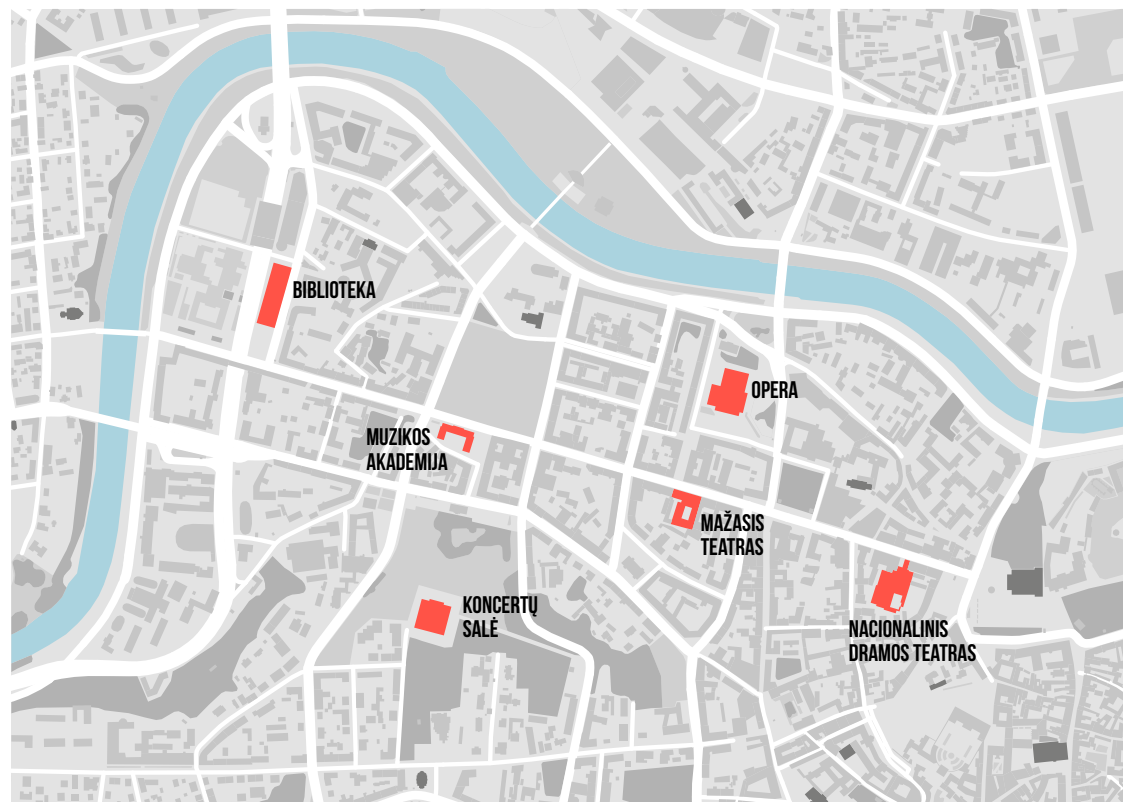 BIBLIOTEKA
OPERA
MUZIKOS
AKADEMIJA
MAŽASIS
TEATRAS
KONCERTŲ
SALĖ
NACIONALINIS
DRAMOS TEATRAS